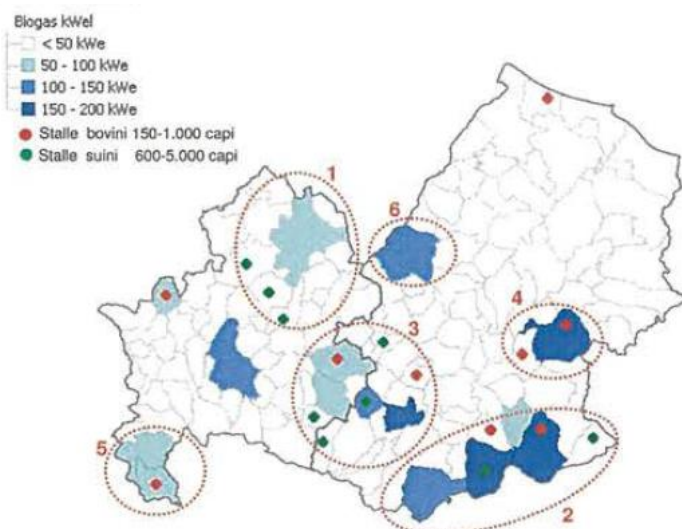 Biogas kWel
< 50 kWe
50 - 100 kWe
100 - 150 kWe
150 - 200 kWe
Stalle bovini 150-1.000 capi
Stalle suini 600-5.000 capi
1
6
4
3
5
2